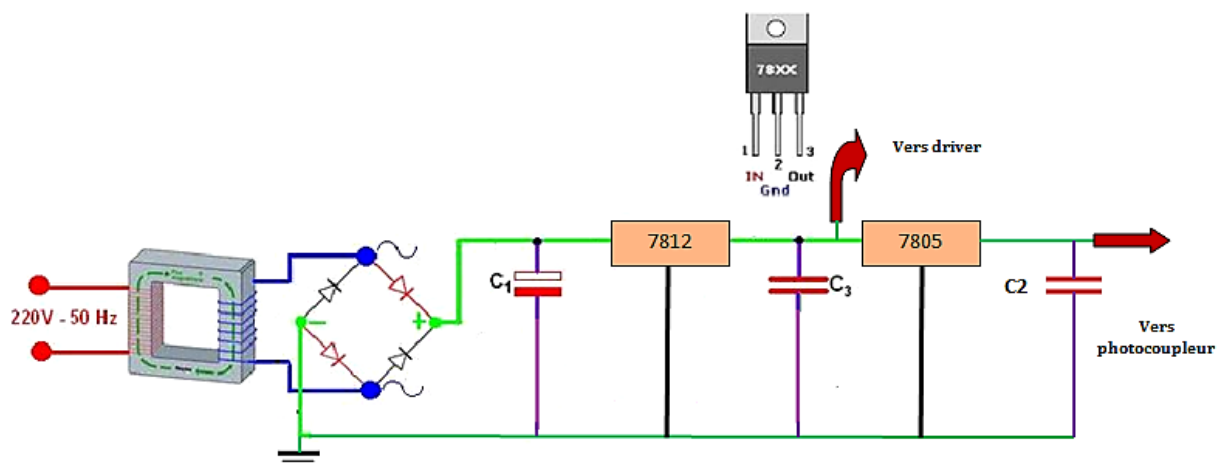 78XX
1 2 3
IN Out
Gnd
Vers driver
7812
7805
220V - 50 Hz
C1
C3
C2
- +
Vers
photocoupleur